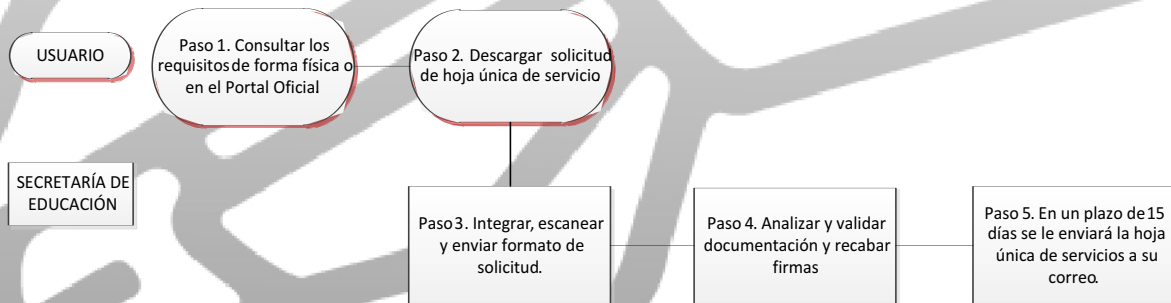 USUARIO
Paso 1. Consultar los
requisitos de forma física o
en el Portal Oficial.
Paso 2. Descargar solicitud
de hoja única de servicio
SECRETARÍA DE
EDUCACIÓN
Paso 3. Integrar, escanear
y enviar formato de
solicitud.
Paso 4. Analizar y validar
documentación y recabar
firmas
Paso 5. En un plazo de 15
días se le enviará la hoja
única de servicios a su
correo.